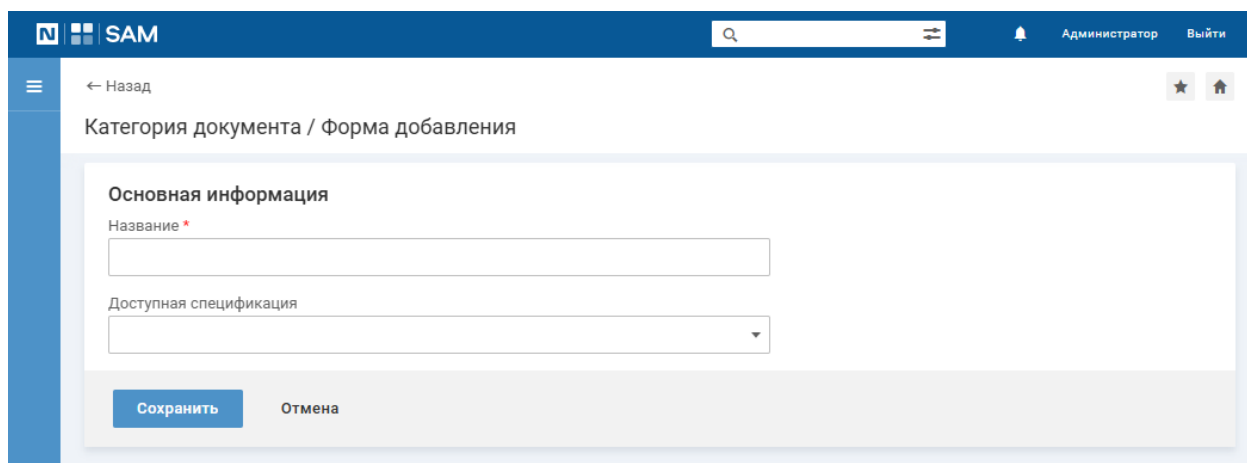 N SAM Администратор Выйти
← Назад
Категория документа / Форма добавления
Основная информация
Название *
Доступная спецификация
Сохранить Отмена